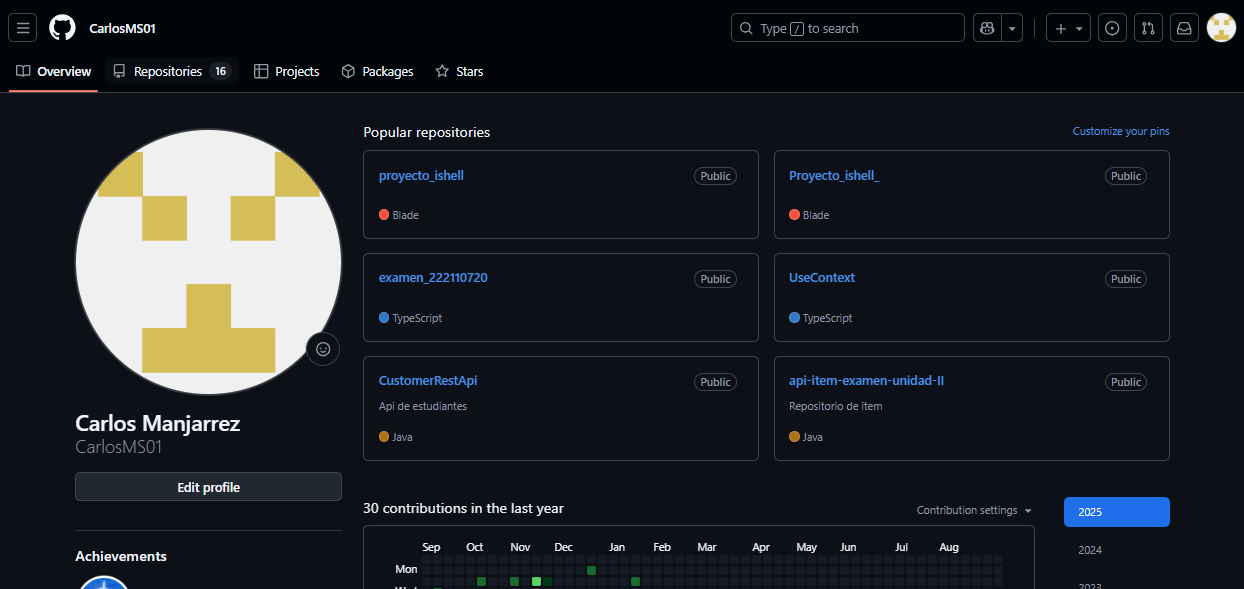 CarlosMS01
Type / to search
Overview
Repositories 16
Projects
Packages
Stars
Carlos Manjarrez
CarlosMS01
Edit profile
Achievements
Popular repositories
Customize your pins
proyecto_ishell
Public
Blade
Proyecto_ishell_
Public
Blade
examen_222110720
Public
TypeScript
UseContext
Public
TypeScript
CustomerRestApi
Public
Api de estudiantes
Java
api-item-examen-unidad-II
Public
Repositorio de item
Java
30 contributions in the last year
Contribution settings
Sep Oct Nov Dec Jan Feb Mar Apr May Jun Jul Aug
Mon
2025
2024
2023